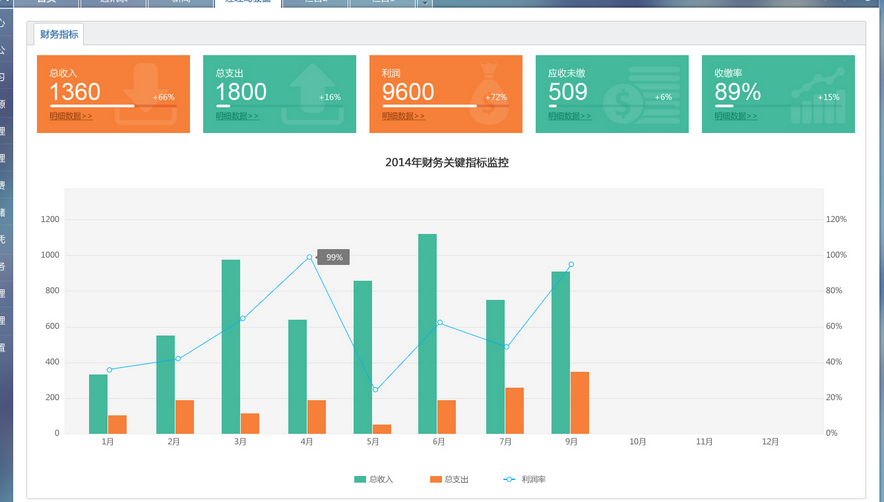 财务指标
总收入
1360
+66%
明细数据>>
总支出
1800
+16%
明细数据>>
利润
9600
+72%
明细数据>>
应收未缴
509
+6%
明细数据>>
收缴率
89%
+15%
明细数据>>
2014年财务关键指标监控
1200
1000
800
600
400
200
0
120%
100%
80%
60%
40%
20%
0%
99%
1月
2月
3月
4月
5月
6月
7月
9月
10月
11月
12月
总收入
总支出
利润率